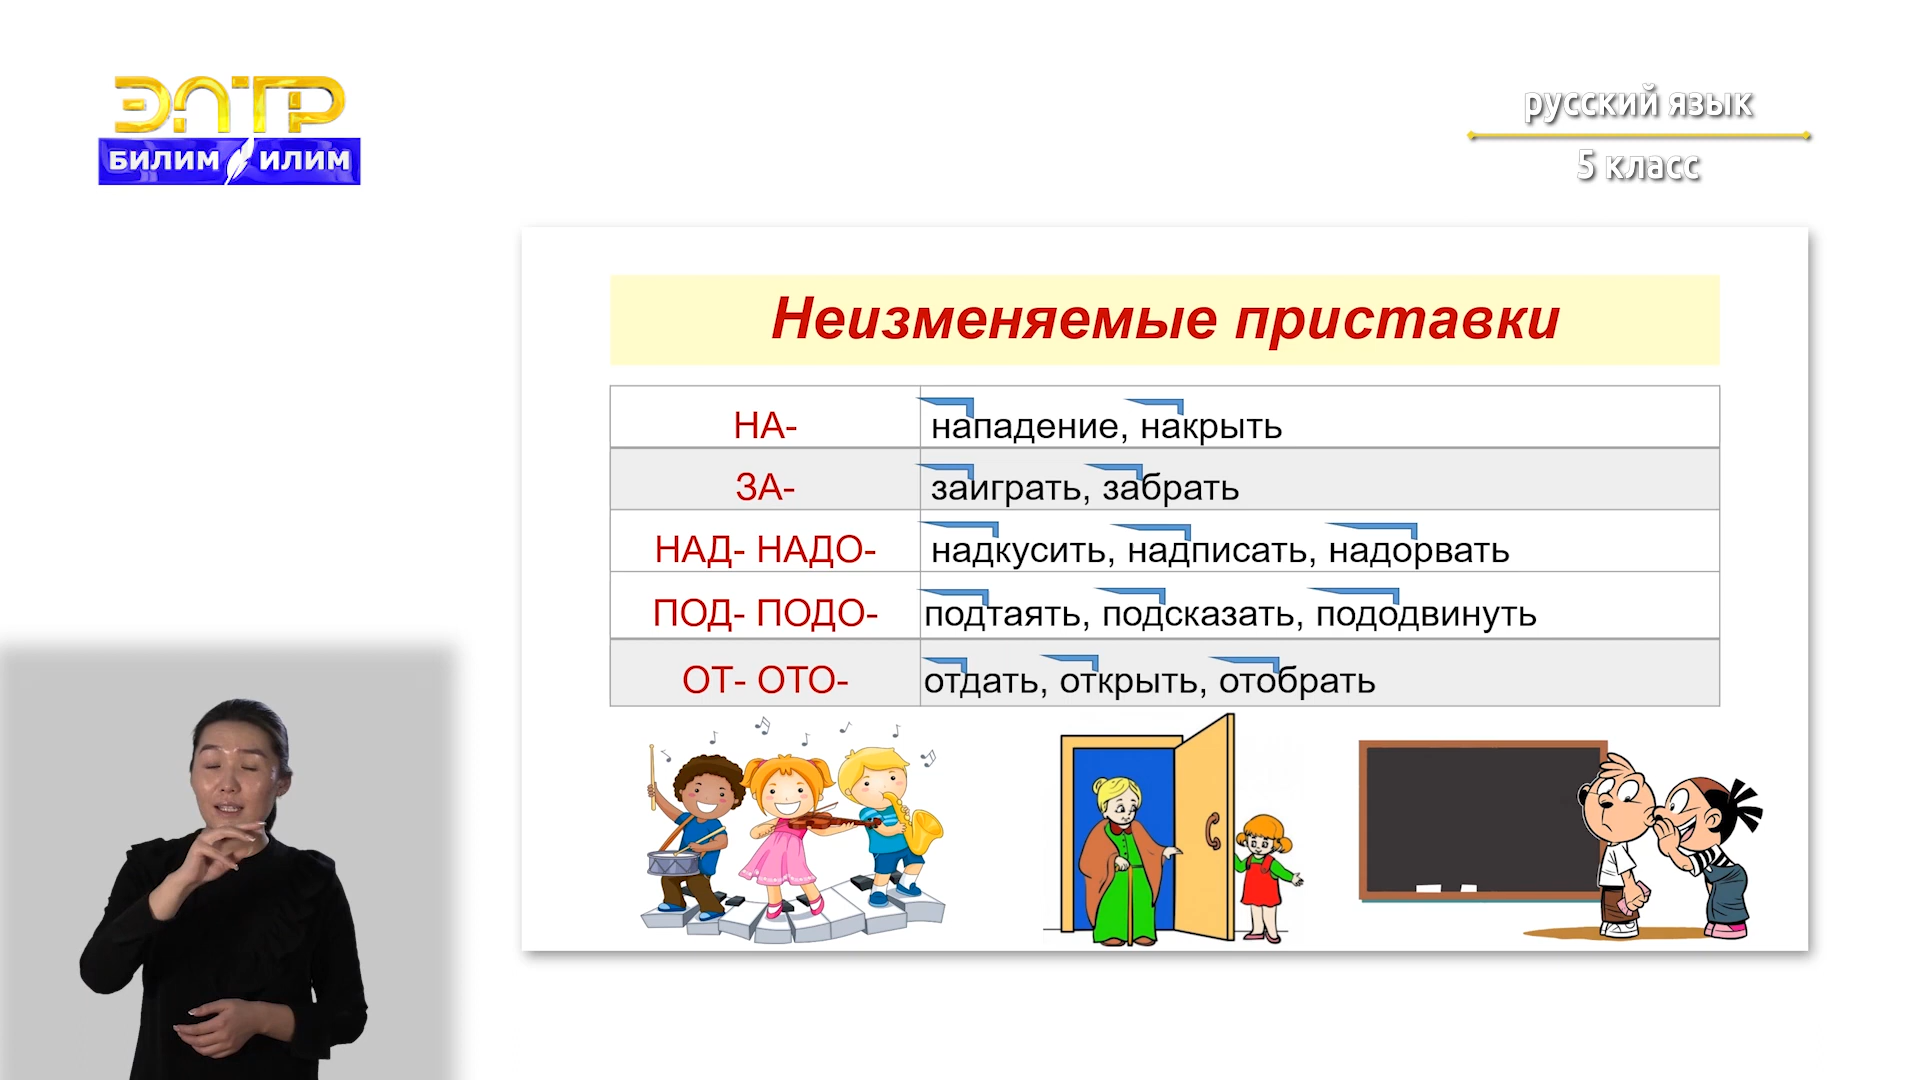 ЭЛТР
БИЛИМ ИЛИМ
русский язык
5 класс
Неизменяемые приставки
НА- нападение, накрыть
ЗА- заиграть, забрать
НАД- НАДО- надкусить, надписать, надорвать
ПОД- ПОДО- подтаять, подсказать, пододвинуть
ОТ- ОТО- отдать, открыть, отобрать